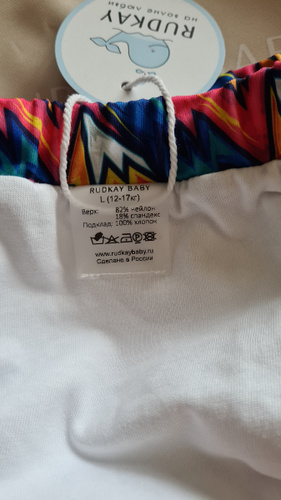 RUDKAY
на волне любви
RUDKAY BABY
L (12-17кг)
Верх: 82% нейлон
18% спандекс
Подклад: 100% хлопок
www.rudkaybaby.ru
Сделано в России